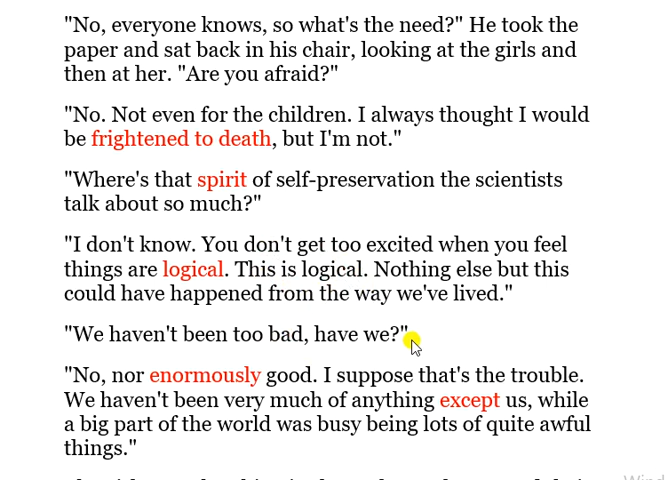 "No, everyone knows, so what's the need?" He took the
paper and sat back in his chair, looking at the girls and
then at her. "Are you afraid?"
"No. Not even for the children. I always thought I would
be frightened to death, but I'm not."
"Where's that spirit of self-preservation the scientists
talk about so much?"
"I don't know. You don't get too excited when you feel
things are logical. This is logical. Nothing else but this
could have happened from the way we've lived."
"We haven't been too bad, have we?"
"No, nor enormously good. I suppose that's the trouble.
We haven't been very much of anything except us, while
a big part of the world was busy being lots of quite awful
things."